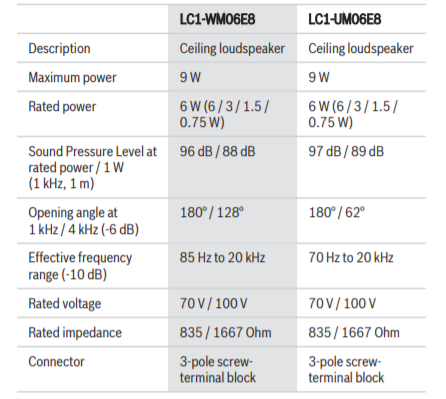 LC1-WM06E8 LC1-UM06E8
Description Ceiling loudspeaker Ceiling loudspeaker
Maximum power 9 W 9 W
Rated power 6 W (6 / 3 / 1.5 / 6 W (6 / 3 / 1.5 /
0.75 W) 0.75 W)
Sound Pressure Level at 96 dB / 88 dB 97 dB / 89 dB
rated power / 1 W
(1 kHz, 1 m)
Opening angle at 180° / 128° 180° / 62°
1 kHz / 4 kHz (-6 dB)
Effective frequency 85 Hz to 20 kHz 70 Hz to 20 kHz
range (-10 dB)
Rated voltage 70 V / 100 V 70 V / 100 V
Rated impedance 835 / 1667 Ohm 835 / 1667 Ohm
Connector 3-pole screw- 3-pole screw-
terminal block terminal block